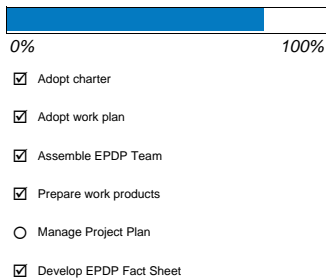 0% 100%
Adopt charter
Adopt work plan
Assemble EPDP Team
Prepare work products
Manage Project Plan
Develop EPDP Fact Sheet